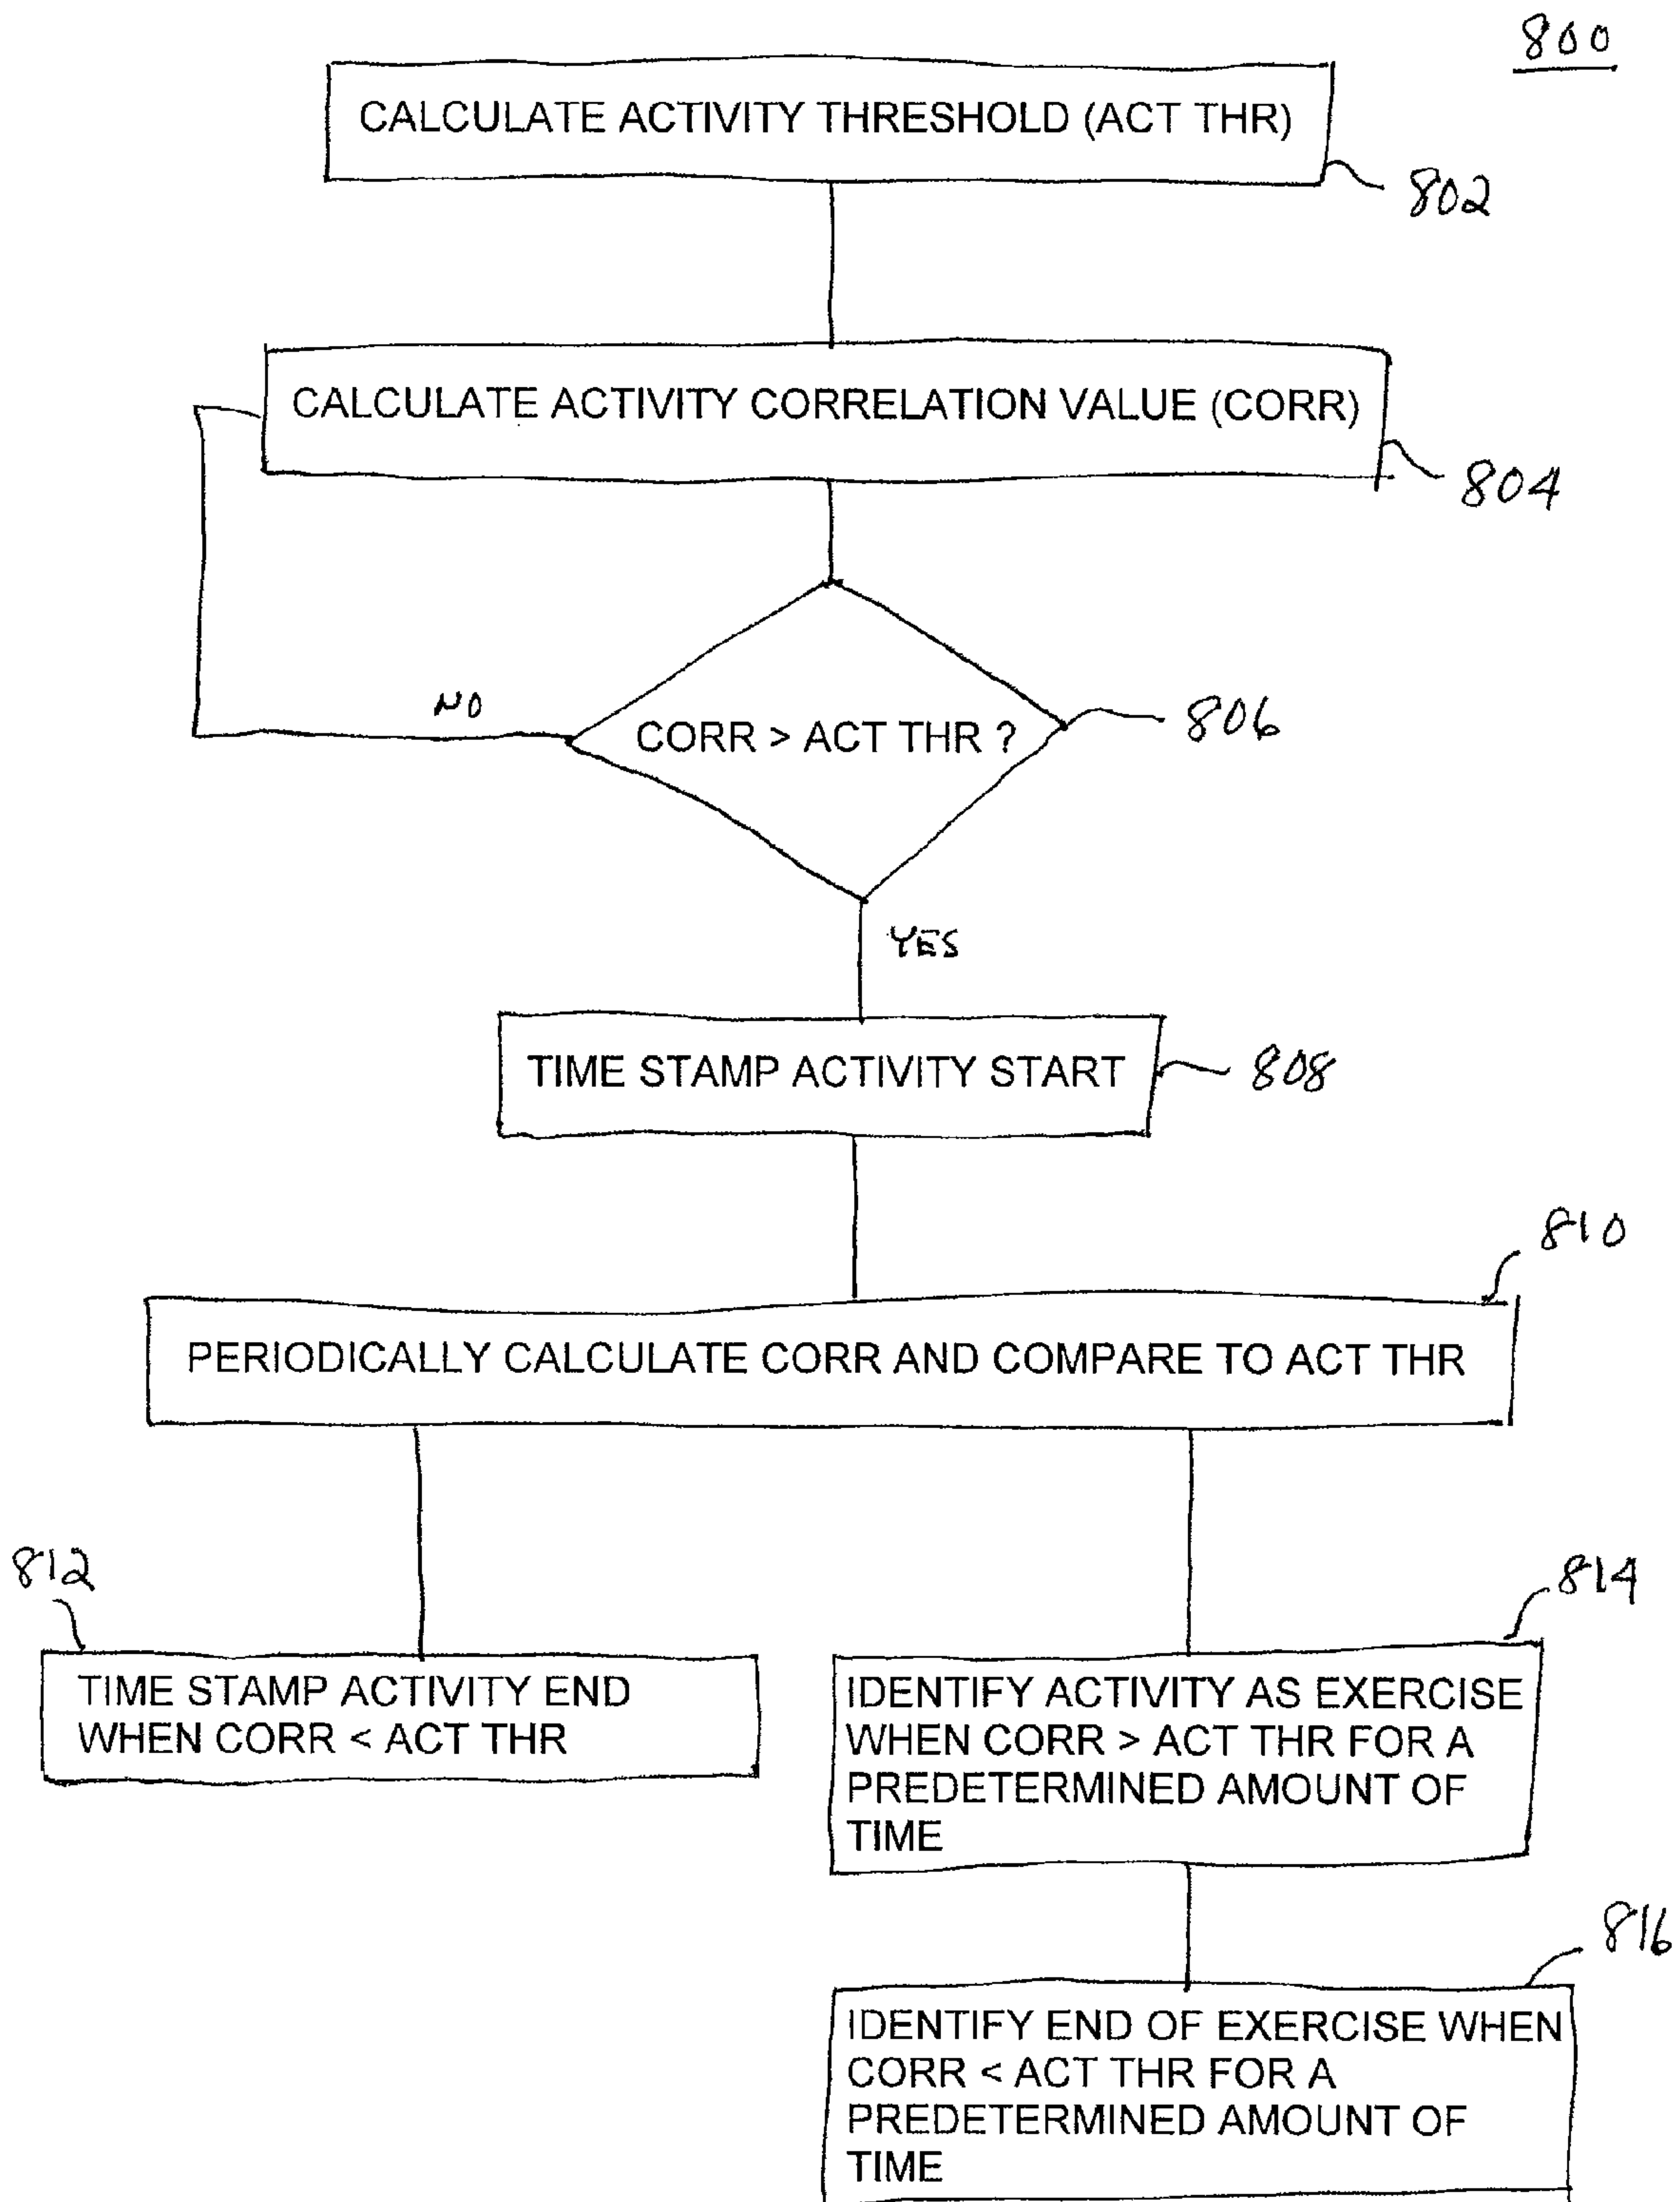 800
CALCULATE ACTIVITY THRESHOLD (ACT THR)
802
CALCULATE ACTIVITY CORRELATION VALUE (CORR)
804
NO
CORR > ACT THR ?
806
YES
TIME STAMP ACTIVITY START
808
810
PERIODICALLY CALCULATE CORR AND COMPARE TO ACT THR
812
TIME STAMP ACTIVITY END
WHEN CORR < ACT THR
814
IDENTIFY ACTIVITY AS EXERCISE
WHEN CORR > ACT THR FOR A
PREDETERMINED AMOUNT OF
TIME
816
IDENTIFY END OF EXERCISE WHEN
CORR < ACT THR FOR A
PREDETERMINED AMOUNT OF
TIME